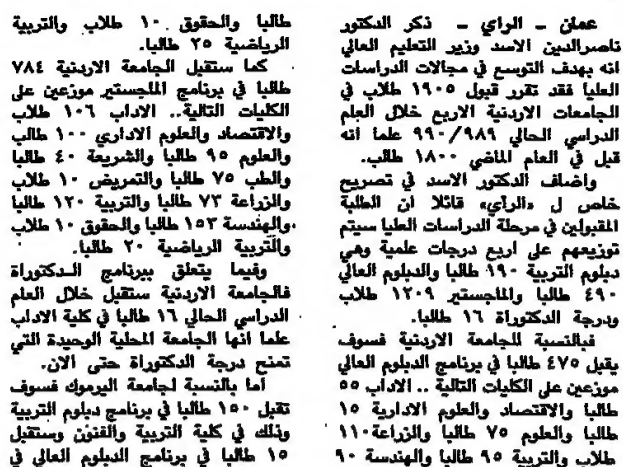 عمان ـ الراي ـ ذكر الدكتور
ناصرالدين الاسد وزير التعليم العالي
انه بهدف التوسع في مجالات الدراسات
العليا فقد تقرر قبول ١٩٠٥ طلاب في
الجامعات الاردنية الاربع خلال العام
الدراسي الحالي ٩٩٠/٩٨٩ علما انه
قبل في العام الماضي ١٨٠٠ طالب.
واضاف الدكتور الاسد في تصريح
خاص ل «الراي» قائلا ان الطلبة
المقبولين في مرحلة الدراسات العليا سيتم
توزيعهم على اربع درجات علمية وهي
دبلوم التربية ١٩٠ طالبا والدبلوم العالي
٤٩٠ طالبا والماجستير ١٢٠٩ طلاب
ودرجة الدكتوراة ١٦ طالبا.
فبالنسبة للجامعة الاردنية فسوف
يقبل ٤٧٥ طالبا في برنامج الدبلوم العالي
موزعين على الكليات التالية .. الاداب ٥٥
طالبا والاقتصاد والعلوم الادارية ١٥
طالبا والعلوم ٧٥ طالبا والزراعة ١١٠
طلاب والتربية ٩٥ طالبا والهندسة ٩٠
طالبا والحقوق ١٠ طلاب والتربية
الرياضية ٢٥ طالبا.
كما ستقبل الجامعة الاردنية ٧٨٤
طالبا في برنامج الماجستير موزعين على
الكليات التالية.. الاداب ١٠٦ طلاب
والاقتصاد والعلوم الاداري ١٠٠ طالب
والعلوم ٩٥ طالبا والشريعة ٤٠ طالبا
والطب ٧٥ طالبا والتمريض ١٠ طلاب
والزراعة ٧٣ طالبا والتربية ١٢٠ طالبا
والهندسة ١٥٣ طالبا والحقوق ١٠ طلاب
والتربية الرياضية ٢٠ طالبا.
وفيما يتعلق ببرنامج الدكتوراة
فالجامعة الاردنية ستقبل خلال العام
الدراسي الحالي ١٦ طالبا في كلية الاداب
علما انها الجامعة المحلية الوحيدة التي
تمنح درجة الدكتوراة حتى الان.
أما بالنسبة لجامعة اليرموك فسوف
تقبل ١٥٠ طالبا في برنامج دبلوم التربية
وذلك في كلية التربية والفنون وستقبل
١٥ طالبا في برنامج الدبلوم العالي في